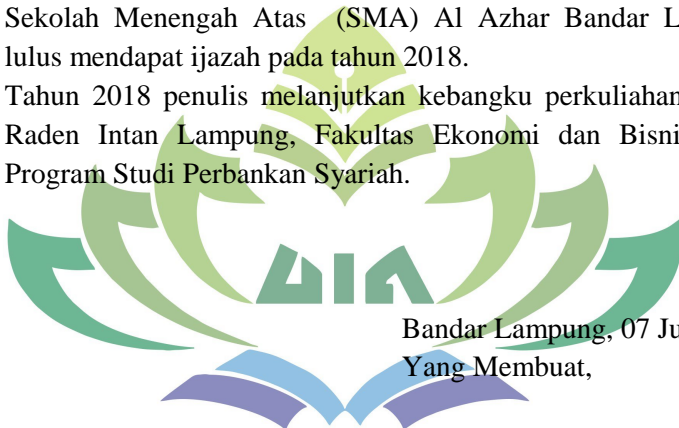 Sekolah Menengah Atas (SMA) Al Azhar Bandar L
lulus mendapat ijazah pada tahun 2018.
Tahun 2018 penulis melanjutkan kebangku perkuliahan
Raden Intan Lampung, Fakultas Ekonomi dan Bisni
Program Studi Perbankan Syariah.
UIN
Bandar Lampung, 07 Ju
Yang Membuat,